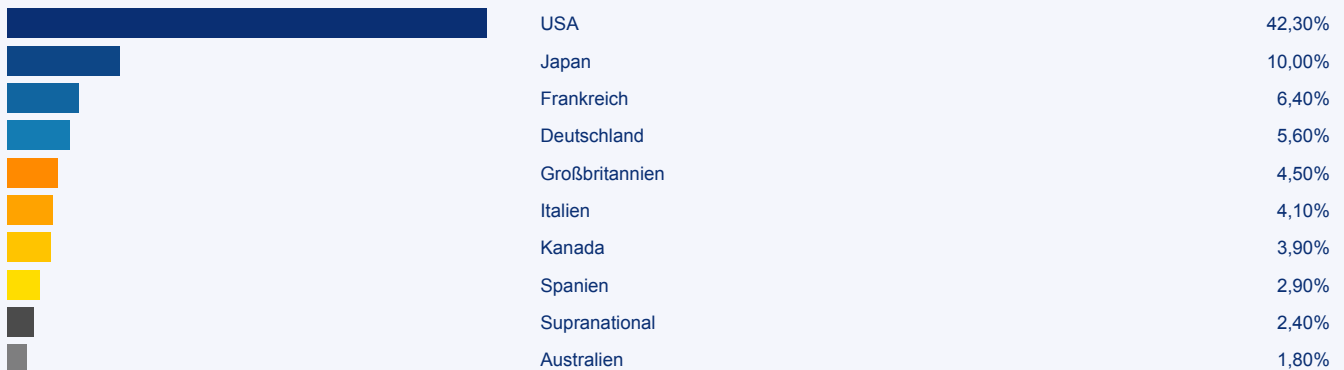 USA 42,30%
Japan 10,00%
Frankreich 6,40%
Deutschland 5,60%
Großbritannien 4,50%
Italien 4,10%
Kanada 3,90%
Spanien 2,90%
Supranational 2,40%
Australien 1,80%